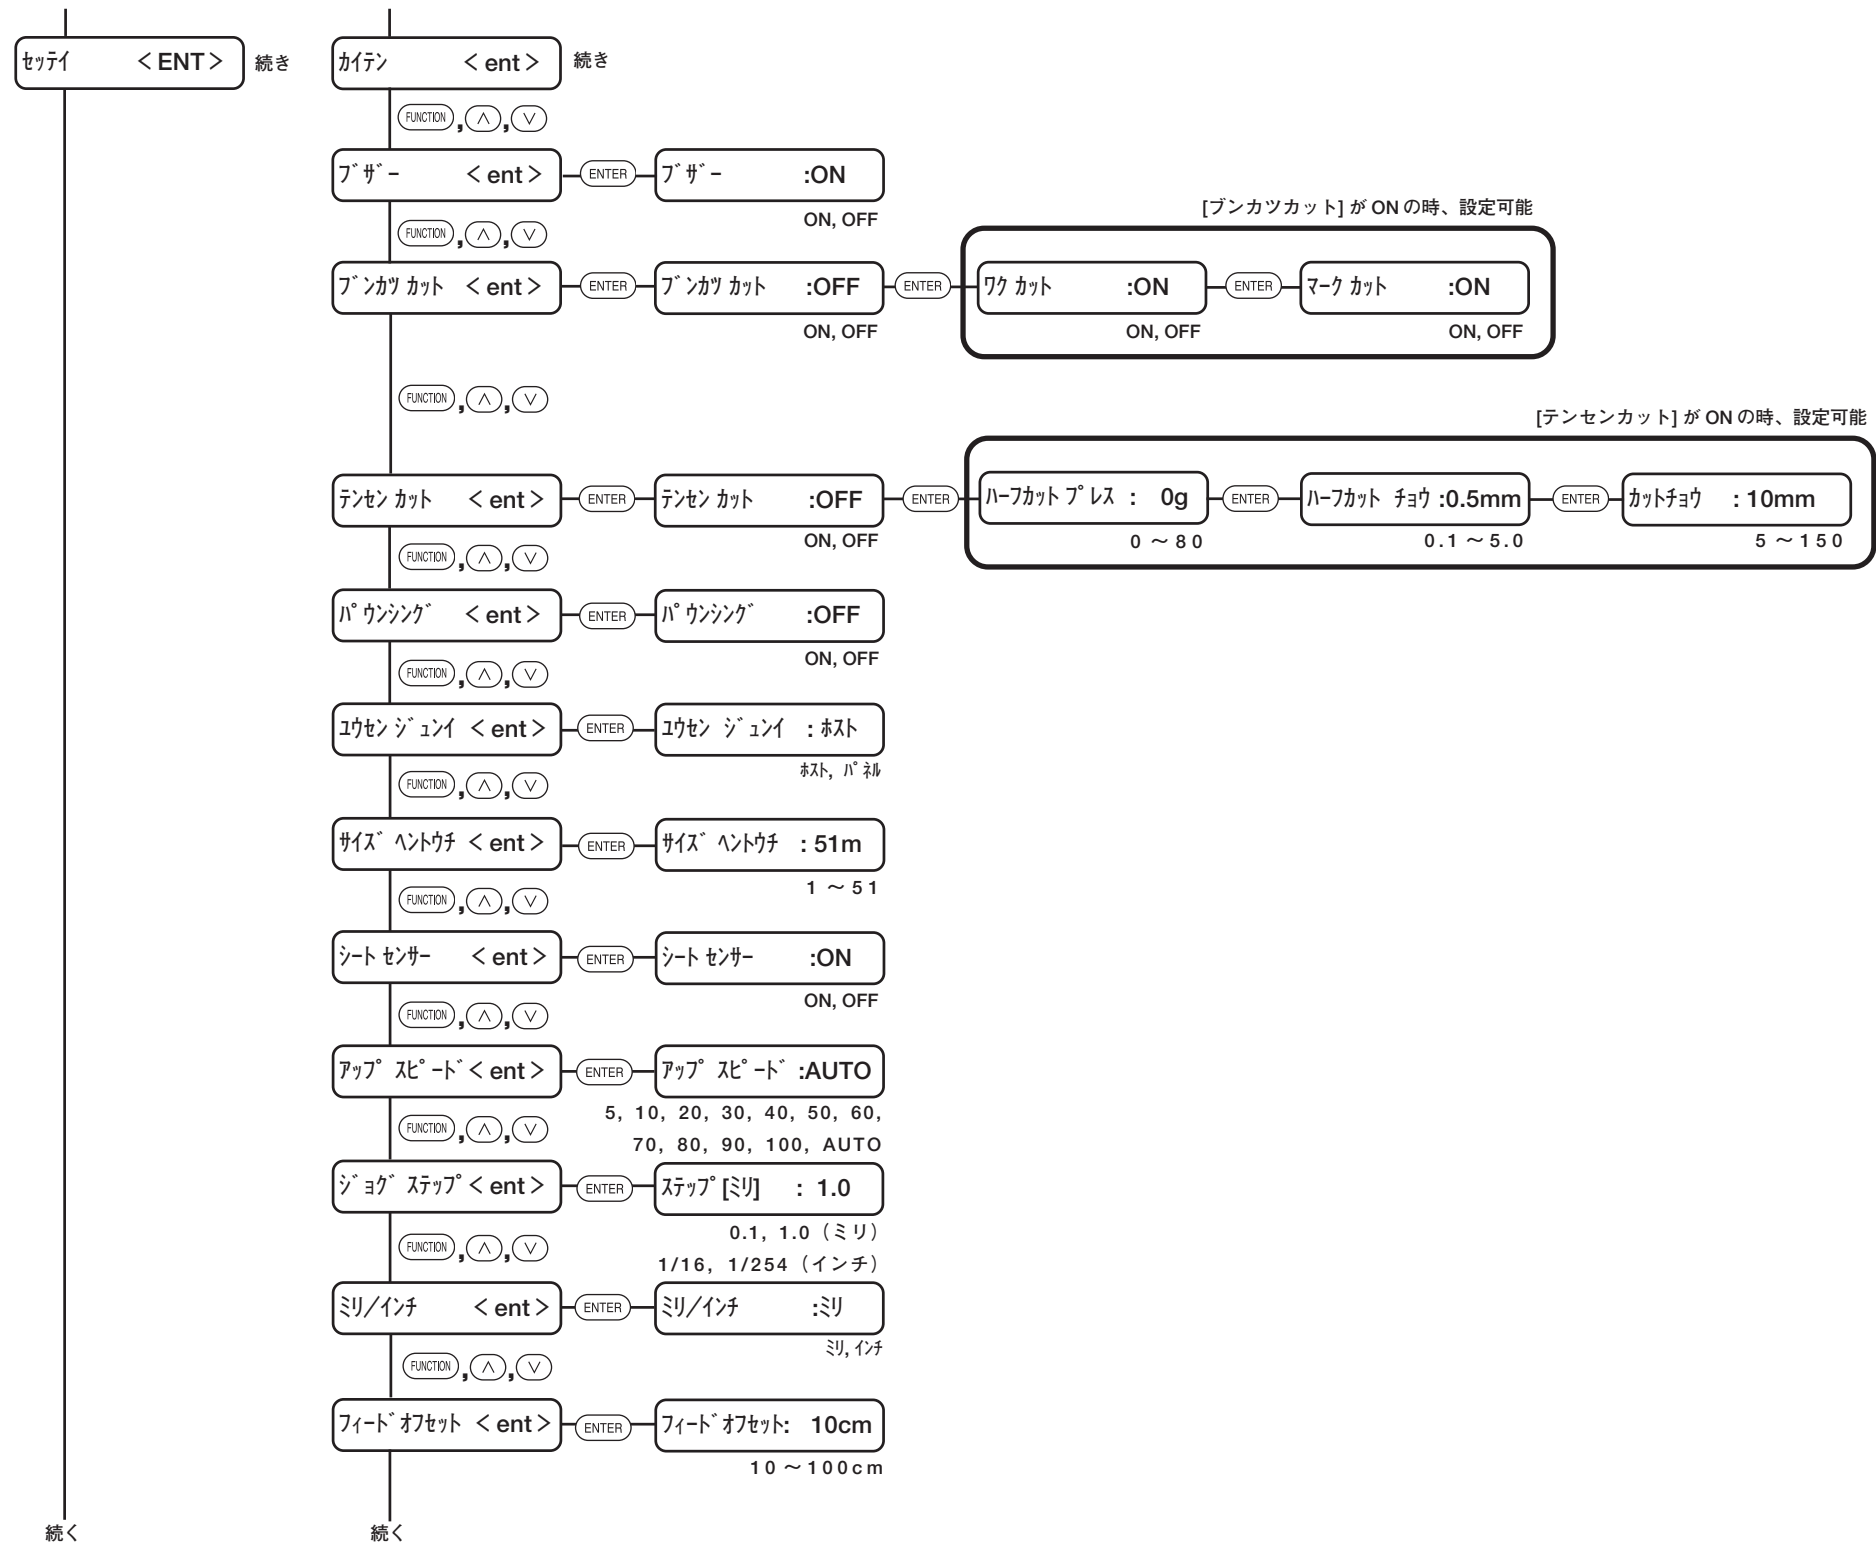 ｾｯﾃｲ <ENT> 続き ｶｲﾃﾝ <ent> 続き
FUNCTION , ∧ , ∨
ﾌﾞｻﾞｰ <ent> ENTER ﾌﾞｻﾞｰ :ON
ON, OFF
[ブンカツカット] が ON の時、設定可能
FUNCTION , ∧ , ∨
ﾌﾞﾝｶﾂ ｶｯﾄ <ent> ENTER ﾌﾞﾝｶﾂ ｶｯﾄ :OFF ENTER ﾜｸ ｶｯﾄ :ON ENTER ﾏｰｸ ｶｯﾄ :ON
ON, OFF ON, OFF ON, OFF
FUNCTION , ∧ , ∨
[テンセンカット] が ON の時、設定可能
ﾃﾝｾﾝ ｶｯﾄ <ent> ENTER ﾃﾝｾﾝ ｶｯﾄ :OFF ENTER ﾊｰﾌｶｯﾄ ﾌﾟﾚｽ : 0g ENTER ﾊｰﾌｶｯﾄ ﾁｮｳ :0.5mm ENTER ｶｯﾄﾁｮｳ : 10mm
ON, OFF 0 ～ 80 0.1 ～ 5.0 5 ～ 150
FUNCTION , ∧ , ∨
ﾊﾟｳﾝｼﾝｸﾞ <ent> ENTER ﾊﾟｳﾝｼﾝｸﾞ :OFF
ON, OFF
FUNCTION , ∧ , ∨
ﾕｳｾﾝ ｼﾞｭﾝｲ <ent> ENTER ﾕｳｾﾝ ｼﾞｭﾝｲ : ﾎｽﾄ
ﾎｽﾄ, ﾊﾟﾈﾙ
FUNCTION , ∧ , ∨
ｻｲｽﾞ ﾍﾝﾄｳﾁ <ent> ENTER ｻｲｽﾞ ﾍﾝﾄｳﾁ : 51m
1 ～ 51
FUNCTION , ∧ , ∨
ｼｰﾄ ｾﾝｻｰ <ent> ENTER ｼｰﾄ ｾﾝｻｰ :ON
ON, OFF
FUNCTION , ∧ , ∨
ｱｯﾌﾟ ｽﾋﾟｰﾄﾞ <ent> ENTER ｱｯﾌﾟ ｽﾋﾟｰﾄﾞ :AUTO
5, 10, 20, 30, 40, 50, 60,
FUNCTION , ∧ , ∨
70, 80, 90, 100, AUTO
ｼﾞｮｸﾞ ｽﾃｯﾌﾟ <ent> ENTER ｽﾃｯﾌﾟ [ﾐﾘ] : 1.0
0.1, 1.0（ミリ）
FUNCTION , ∧ , ∨
1/16, 1/254（インチ）
ﾐﾘ／ｲﾝﾁ <ent> ENTER ﾐﾘ／ｲﾝﾁ :ﾐﾘ
ﾐﾘ, ｲﾝﾁ
FUNCTION , ∧ , ∨
ﾌｨｰﾄﾞ ｵﾌｾｯﾄ <ent> ENTER ﾌｨｰﾄﾞ ｵﾌｾｯﾄ: 10cm
10 ～ 100cm
続く 続く